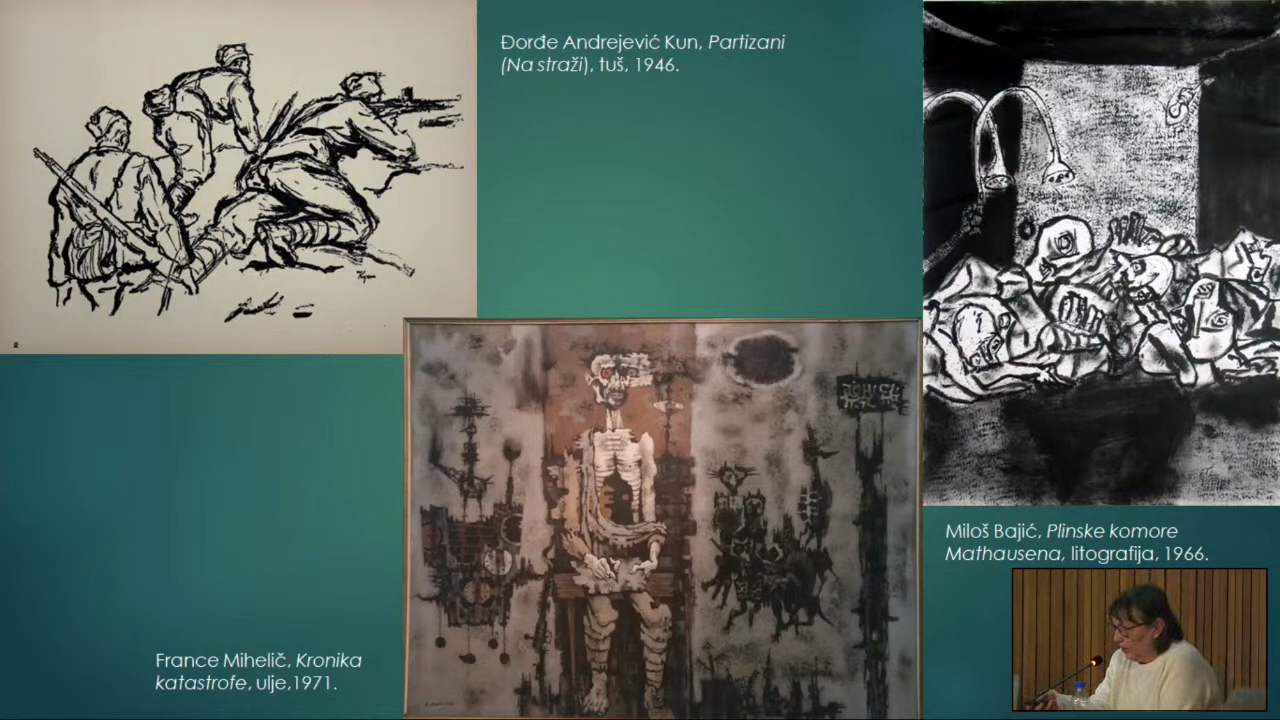 Đorđe Andrejević Kun, Partizani
(Na straži), tuš, 1946.
Miloš Bajić, Plinske komore
Mathausena, litografija, 1966.
France Mihelič, Kronika
katastrofe, ulje,1971.